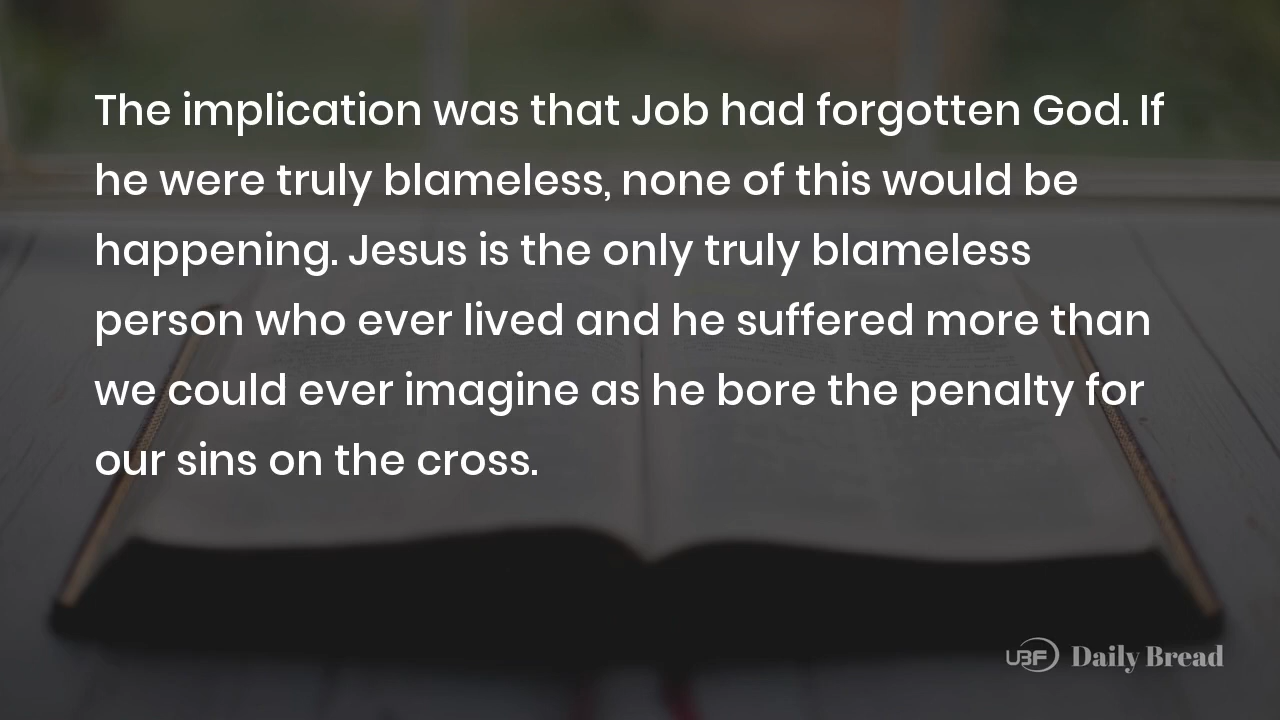 The implication was that Job had forgotten God. If
he were truly blameless, none of this would be
happening. Jesus is the only truly blameless
person who ever lived and he suffered more than
we could ever imagine as he bore the penalty for
our sins on the cross.
UBF Daily Bread